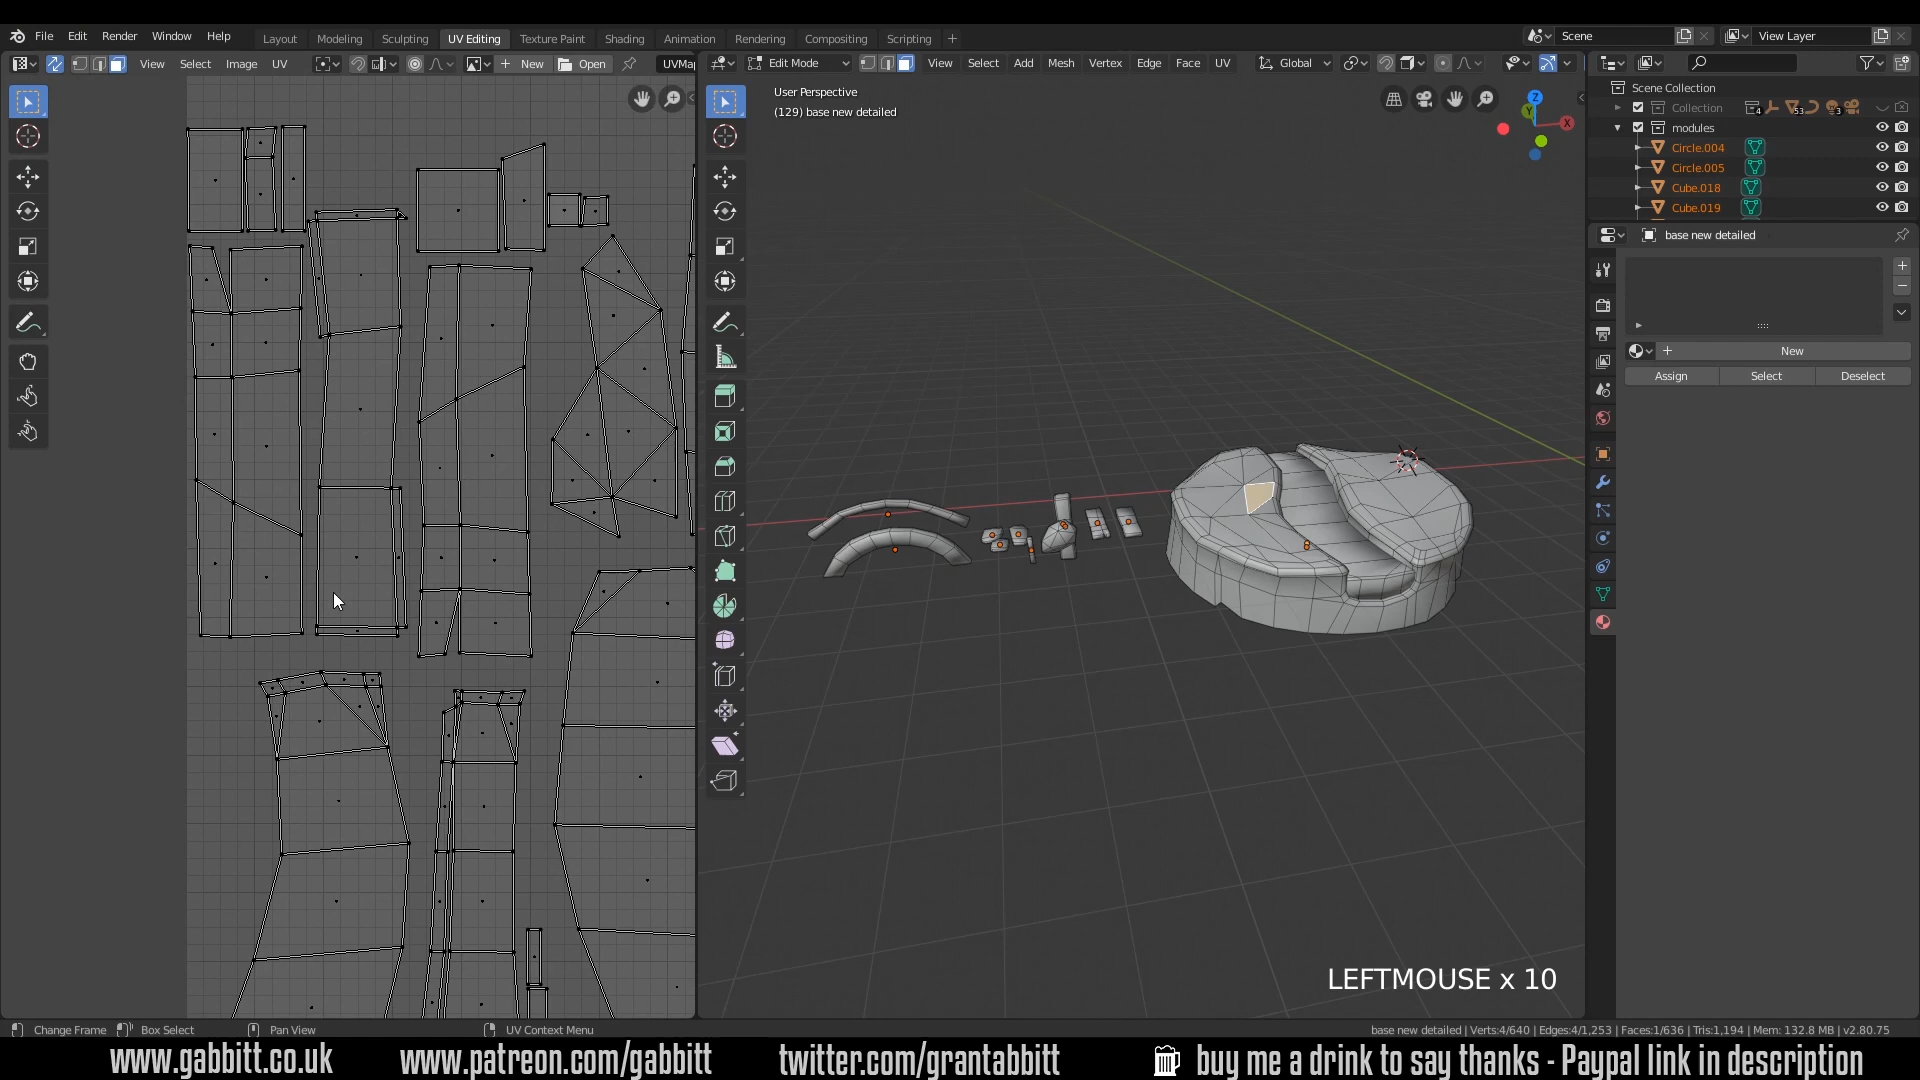 File Edit Render Window Help
Layout Modeling Sculpting UV Editing Texture Paint Shading Animation Rendering Compositing Scripting
Scene
View Layer
View Select Image UV
New
Open
UVMap
Edit Mode
View Select Add Mesh Vertex Edge Face UV
Global
User Perspective
(129) base new detailed
Z
Y
X
Scene Collection
Collection
4
53
3
modules
Circle.004
Circle.005
Cube.018
Cube.019
base new detailed
New
Assign Select Deselect
LEFTMOUSE x 10
Change Frame Box Select Pan View UV Context Menu
base new detailed | Verts:4/640 | Edges:4/1,253 | Faces:1/636 | Tris:1,194 | Mem: 132.8 MB | v2.80.75
www.gabbitt.co.uk www.patreon.com/gabbitt twitter.com/grantabbitt buy me a drink to say thanks - Paypal link in description